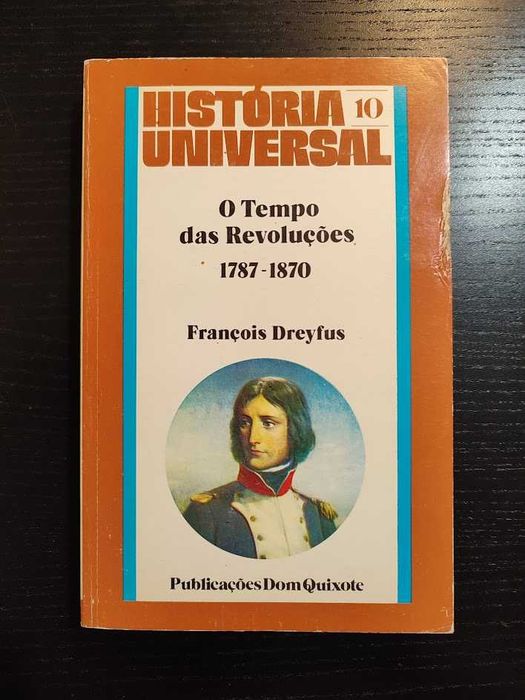 HISTÓRIA 10
UNIVERSAL
O Tempo
das Revoluções
1787-1870
François Dreyfus
Publicações Dom Quixote